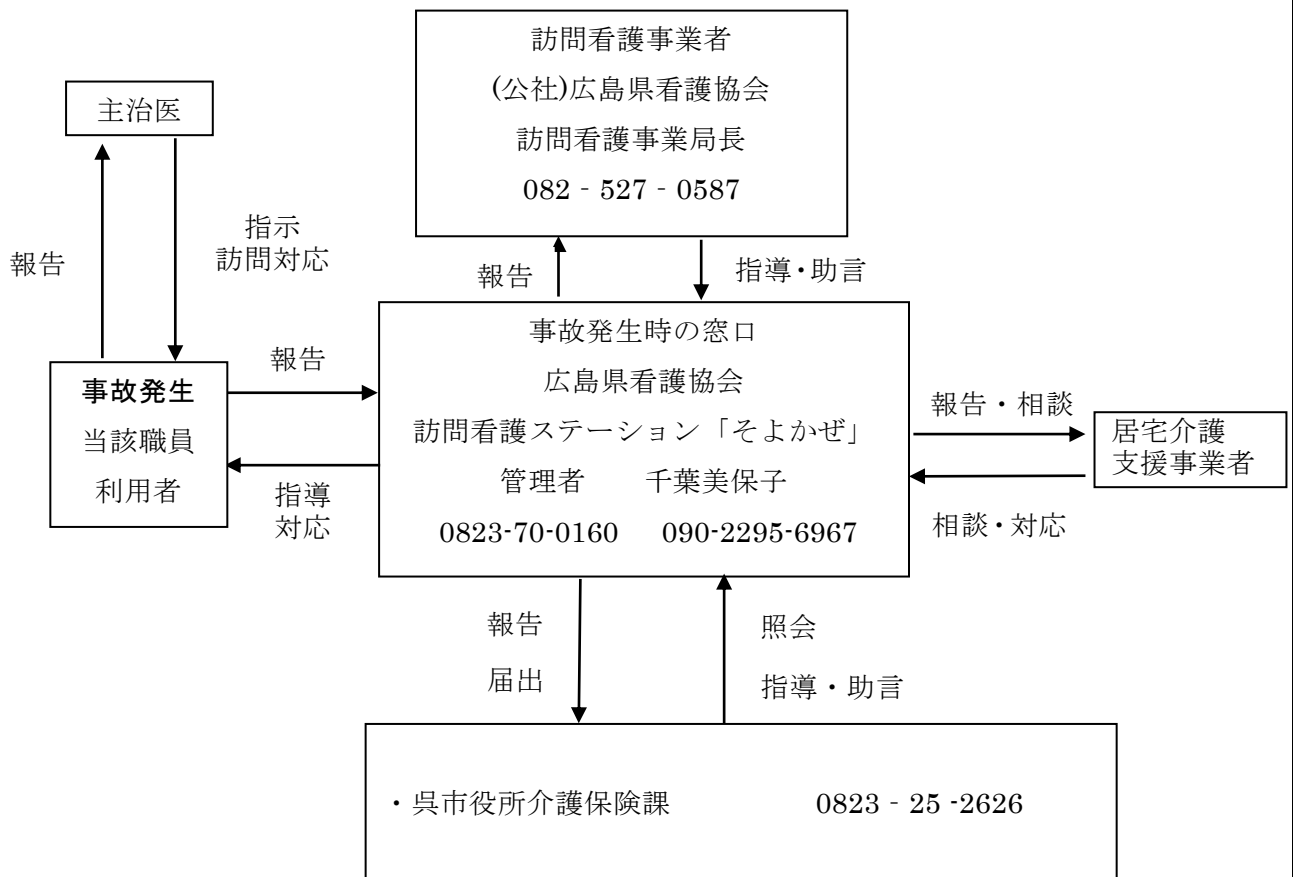 訪問看護事業者
(公社)広島県看護協会
訪問看護事業局長
082‐527‐0587
主治医
報告
指示
訪問対応
報告
指導・助言
事故発生
当該職員
利用者
報告
指導
対応
事故発生時の窓口
広島県看護協会
訪問看護ステーション「そよかぜ」
管理者　　千葉美保子
0823-70-0160　　090-2295-6967
報告・相談
相談・対応
居宅介護
支援事業者
報告
届出
照会
指導・助言
・呉市役所介護保険課　　　　　0823‐25-2626